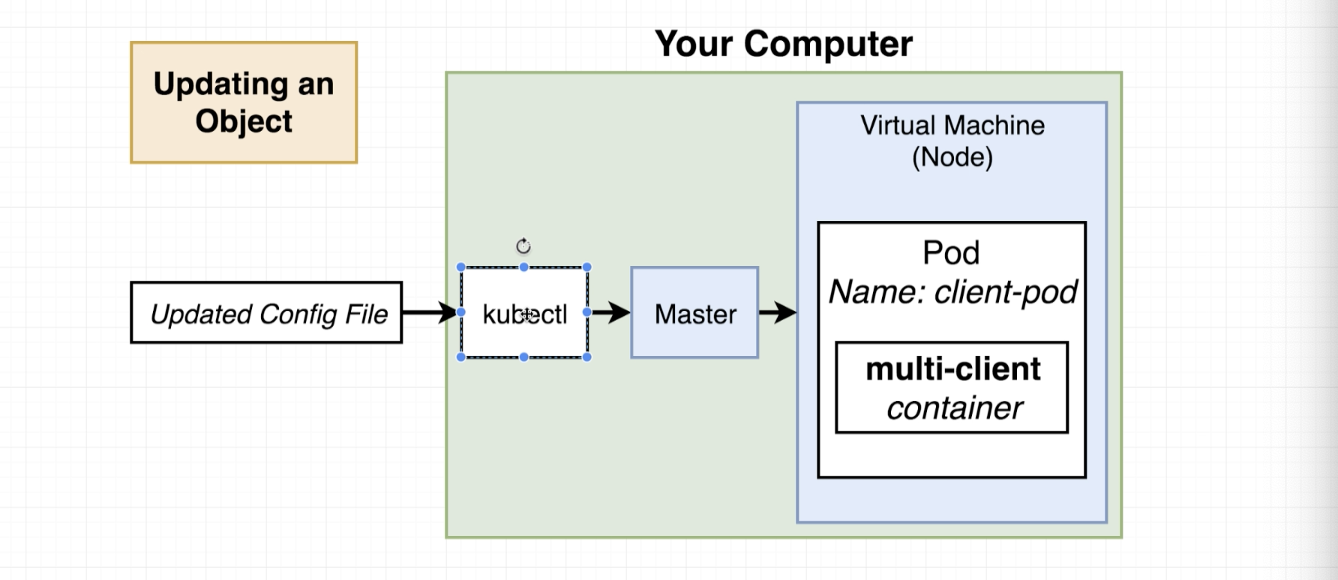 Your Computer
Updating an
Object
Virtual Machine
(Node)
Pod
Name: client-pod
Updated Config File
kubectl
Master
multi-client
container